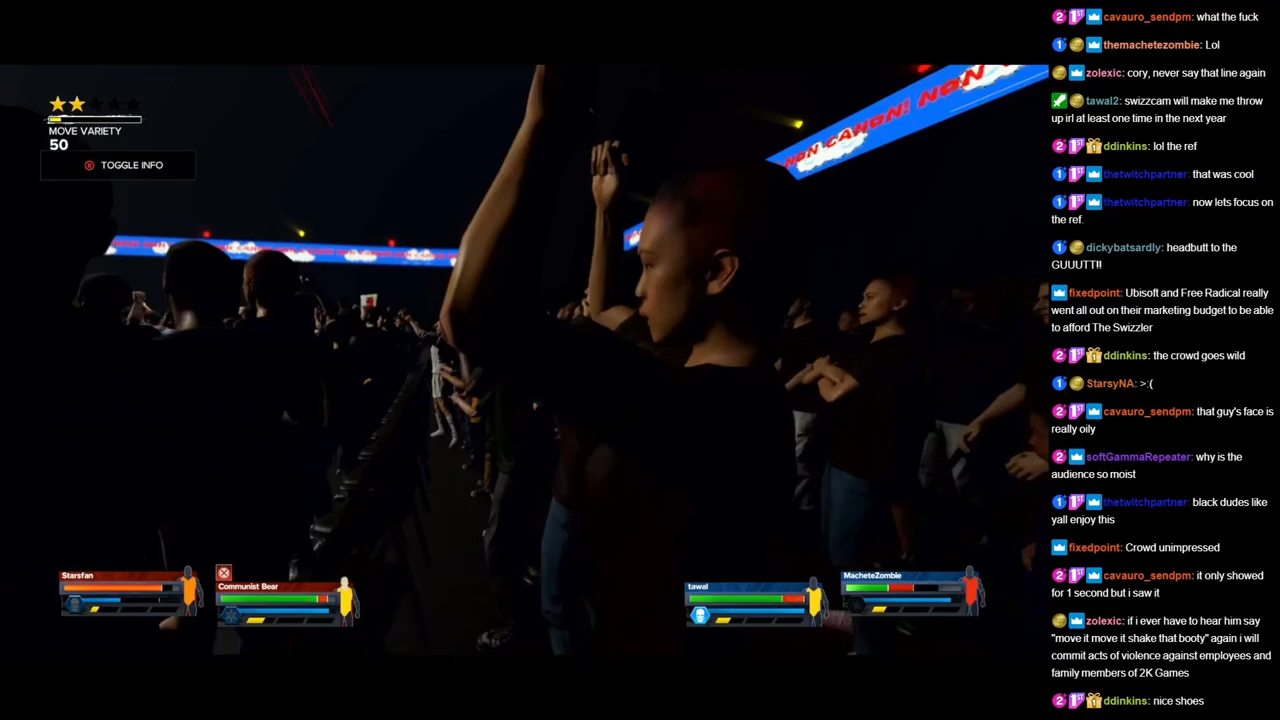 MOVE VARIETY
50
TOGGLE INFO
NON CANON! NON
Starsfan
Communist Bear
tawal
MacheteZombie
cavauro_sendpm: what the fuck
themachetezombie: Lol
zolexic: cory, never say that line again
tawal2: swizzcam will make me throw
up irl at least one time in the next year
ddinkins: lol the ref
thetwitchpartner: that was cool
thetwitchpartner: now lets focus on
the ref.
dickybatsardly: headbutt to the
GUUUTT!!
fixedpoint: Ubisoft and Free Radical really
went all out on their marketing budget to be able
to afford The Swizzler
ddinkins: the crowd goes wild
StarsyNA: >:(
cavauro_sendpm: that guy's face is
really oily
softGammaRepeater: why is the
audience so moist
thetwitchpartner: black dudes like
yall enjoy this
fixedpoint: Crowd unimpressed
cavauro_sendpm: it only showed
for 1 second but i saw it
zolexic: if i ever have to hear him say
"move it move it shake that booty" again i will
commit acts of violence against employees and
family members of 2K Games
ddinkins: nice shoes